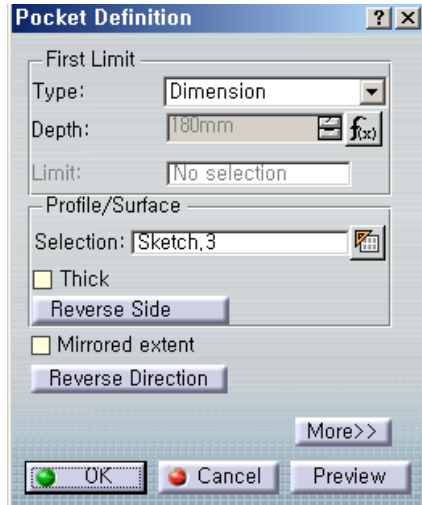 Pocket Definition ? ×
First Limit
Type: Dimension
Depth: 180mm f(x)
Limit: No selection
Profile/Surface
Selection: Sketch,3
Thick
Reverse Side
Mirrored extent
Reverse Direction
More>>
OK Cancel Preview